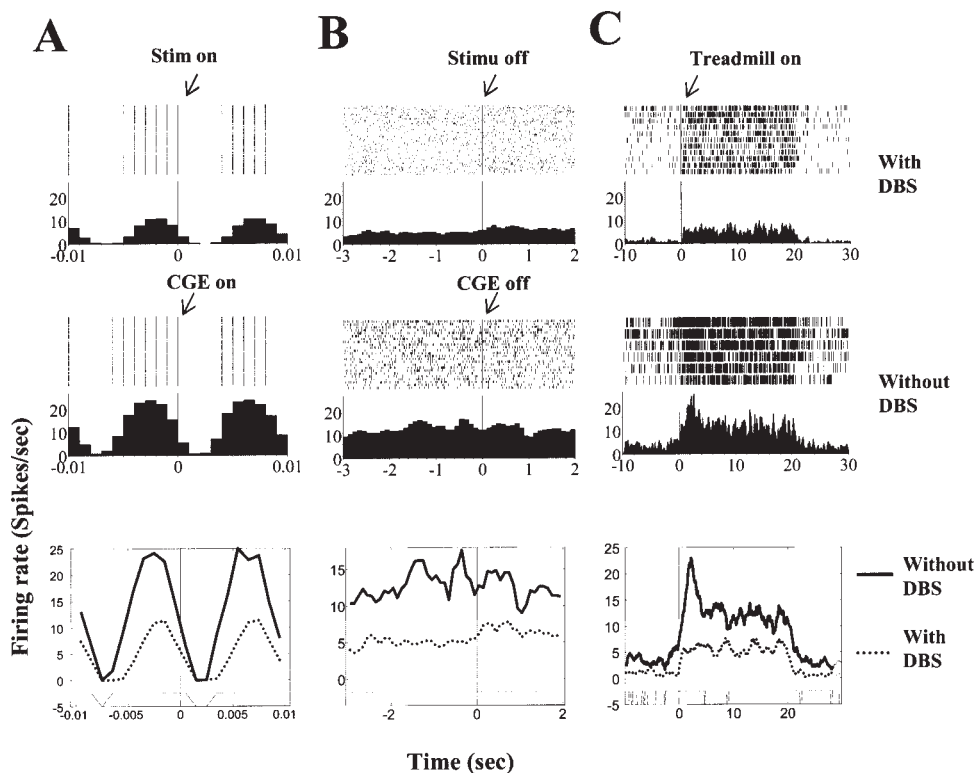 A B C
Stim on Stimu off Treadmill on
With
DBS
20
10
0
-0.01 0 0.01
20
10
0
-3 -2 -1 0 1 2
20
10
0
-10 0 10 20 30
CGE on CGE off
Without
DBS
20
10
0
-0.01 0 0.01
20
10
0
-3 -2 -1 0 1 2
20
10
0
-10 0 10 20 30
Firing rate (Spikes/sec)
25
20
15
10
5
0
-5
-0.01 -0.005 0 0.005 0.01
15
10
5
0
-2 0 2
25
20
15
10
5
0
-5
0 10 20
Without
DBS
With
DBS
Time (sec)